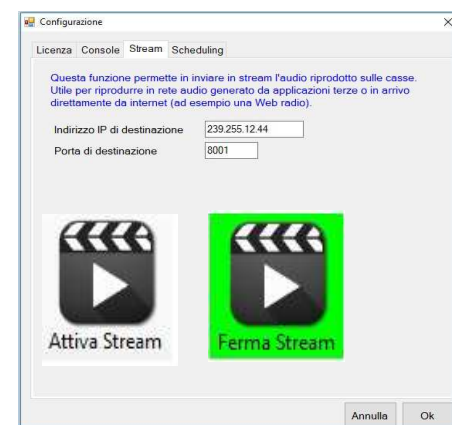 Configurazione
Licenza Console Stream Scheduling
Questa funzione permette in inviare in stream l'audio riprodotto sulle casse.
Utile per riprodurre in rete audio generato da applicazioni terze o in arrivo
direttamente da internet (ad esempio una Web radio).
Indirizzo IP di destinazione 239.255.12.44
Porta di destinazione 8001
Attiva Stream Ferma Stream
Annulla Ok